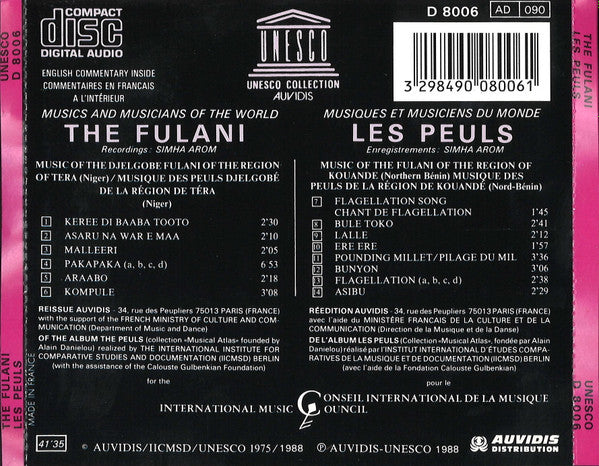 UNESCO
D 8006
THE FULANI
LES PEULS
COMPACT
disc
DIGITAL AUDIO
ENGLISH COMMENTARY INSIDE
COMMENTAIRES EN FRANCAIS
A L'INTÉRIEUR
UNESCO
UNESCO COLLECTION
AUVIDIS
D 8006
AD 090
3 298490 080061
MUSICS AND MUSICIANS OF THE WORLD
THE FULANI
Recordings : SIMHA AROM
MUSIC OF THE DJELGOBE FULANI OF THE REGION
OF TERA (Niger)/MUSIQUE DES PEULS DJELGOBÉ
DE LA RÉGION DE TÉRA
(Niger)
1 KEREE DI BAABA TOOTO 2'30
2 ASARU NA WAR E MAA 2'10
3 MALLEERI 2'05
4 PAKAPAKA (a, b, c, d) 6 53
5 ARAABO 2'18
6 KOMPULE 3'08
REISSUE AUVIDIS · 34, rue des Peupliers 75013 PARIS (FRANCE)
with the support of the FRENCH MINISTRY OF CULTURE AND COM-
MUNICATION (Department of Music and Dance)
OF THE ALBUM THE PEULS (collection «Musical Atlas» founded by
Alain Danielou) realized by THE INTERNATIONAL INSTITUTE FOR
COMPARATIVE STUDIES AND DOCUMENTATION (IICMSD) BERLIN
(with the assistance of the Calouste Gulbenkian Foundation)
for the
INTERNATIONAL MUSIC COUNCIL
MUSIQUES ET MUSICIENS DU MONDE
LES PEULS
Enregistrements : SIMHA AROM
MUSIC OF THE FULANI OF THE REGION OF
KOUANDE (Northern Bénin) MUSIQUE DES
PEULS DE LA RÉGION DE KOUANDÉ (Nord-Bénin)
7 FLAGELLATION SONG
CHANT DE FLAGELLATION 1'45
8 BULE TOKO 2'41
9 LALLE 2'12
10 ERE ERE 1'57
11 POUNDING MILLET/PILAGE DU MIL 1'36
12 BUNYON 3'06
13 FLAGELLATION (a, b, c) 2'38
14 ASIBU 2'29
RÉEDITION AUVIDIS · 34, rue des Peupliers 75013 PARIS (FRANCE)
avec l'aide du MINISTÈRE FRANCAIS DE LA CULTURE ET DE LA
COMMUNICATION (Direction de la Musique et de la Danse)
DE L'ALBUM LES PEULS (collection «Musical Atlas», fondée par Alain
Danielou) réalisé par l'INSTITUT INTERNATIONAL D'ÉTUDES COMPA-
RATIVES DE LA MUSIQUE ET DE DOCUMENTATION (IICMSD) BERLIN
(avec l'aide de la Fondation Calouste Gulbenkian)
pour le
CONSEIL INTERNATIONAL DE LA MUSIQUE
41'35
© AUVIDIS/IICMSD/UNESCO 1975/1988
℗ AUVIDIS-UNESCO 1988
AUVIDIS
DISTRIBUTION
MADE IN FRANCE
THE FULANI
LES PEULS
UNESCO
D 8006